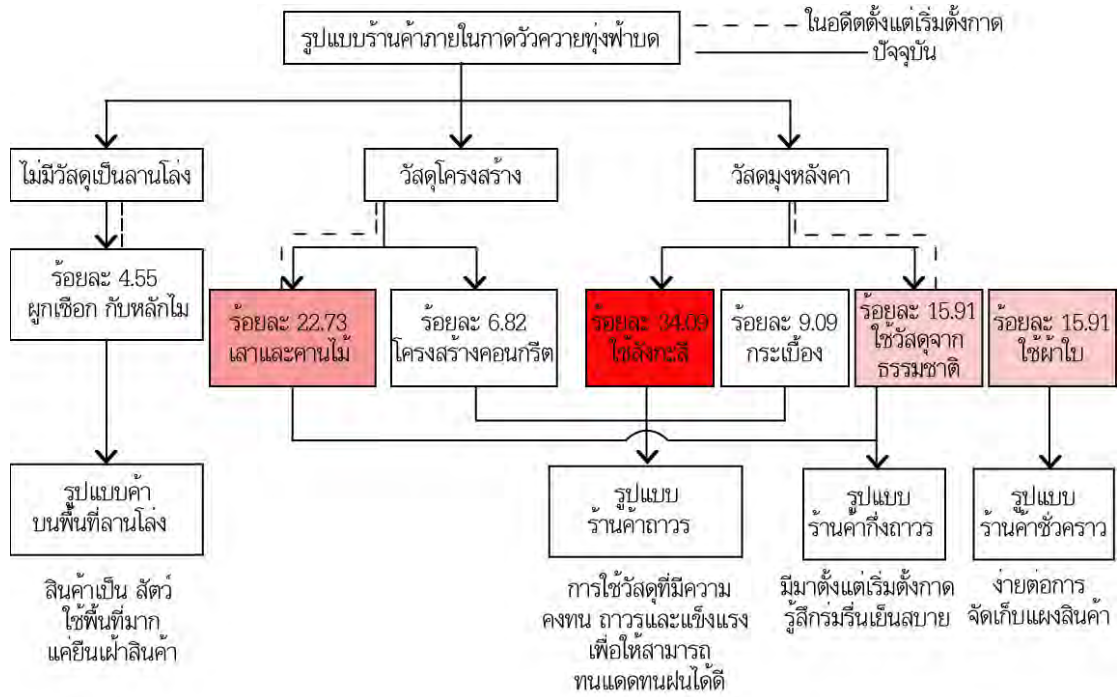 รูปแบบร้านค้าภายในกาดวัวควายทุ่งฟ้าบด
ในอดีตตั้งแต่เริ่มตั้งกาด
ปัจจุบัน
ไม่มีวัสดุเป็นลานโล่ง
วัสดุโครงสร้าง
วัสดมุงหลังคา
ร้อยละ 4.55
ผูกเชือก กับหลักไม
ร้อยละ 22.73
เสาและคานไม้
ร้อยละ 6.82
โครงสร้างคอนกรีต
ร้อยละ 34.09
ใช้สังกะสี
ร้อยละ 9.09
กระเบื้อง
ร้อยละ 15.91
ใช้วัสดุจาก
ธรรมชาติ
ร้อยละ 15.91
ใช้ผ้าใบ
รูปแบบค้า
บนพื้นที่ลานโล่ง
รูปแบบ
ร้านค้าถาวร
รูปแบบ
ร้านค้ากึ่งถาวร
รูปแบบ
ร้านค้าชั่วคราว
สินค้าเป็น สัตว์
ใช้พื้นที่มาก
แค่ยืนเฝ้าสินค้า
การใช้วัสดุที่มีความ
คงทน ถาวรและแข็งแรง
เพื่อให้สามารถ
ทนแดดทนฝนได้ดี
มีมาตั้งแต่เริ่มตั้งกาด
รู้สึกร่มรื่นเย็นสบาย
ง่ายต่อการ
จัดเก็บแผงสินค้า